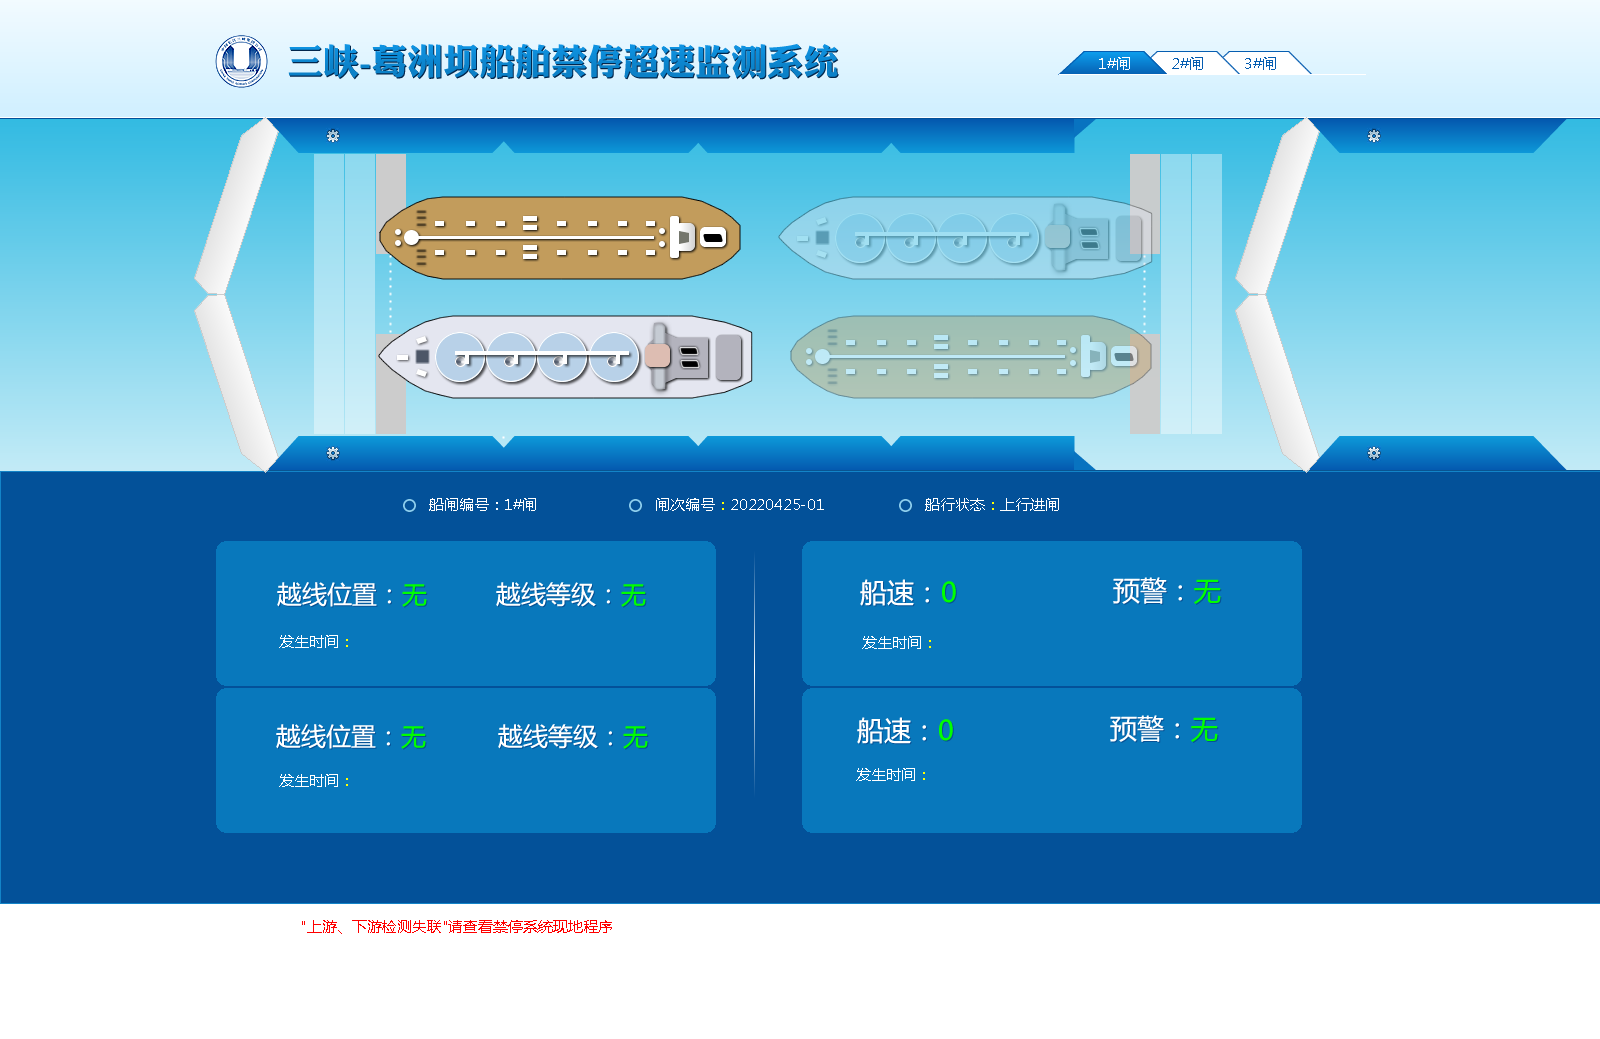 三峡-葛洲坝船舶禁停超速监测系统
1#闸 2#闸 3#闸
船闸编号：1#闸 闸次编号：20220425-01 船行状态：上行进闸
越线位置：无 越线等级：无
发生时间：
船速：0 预警：无
发生时间：
越线位置：无 越线等级：无
发生时间：
船速：0 预警：无
发生时间：
"上游、下游检测失联"请查看禁停系统现地程序